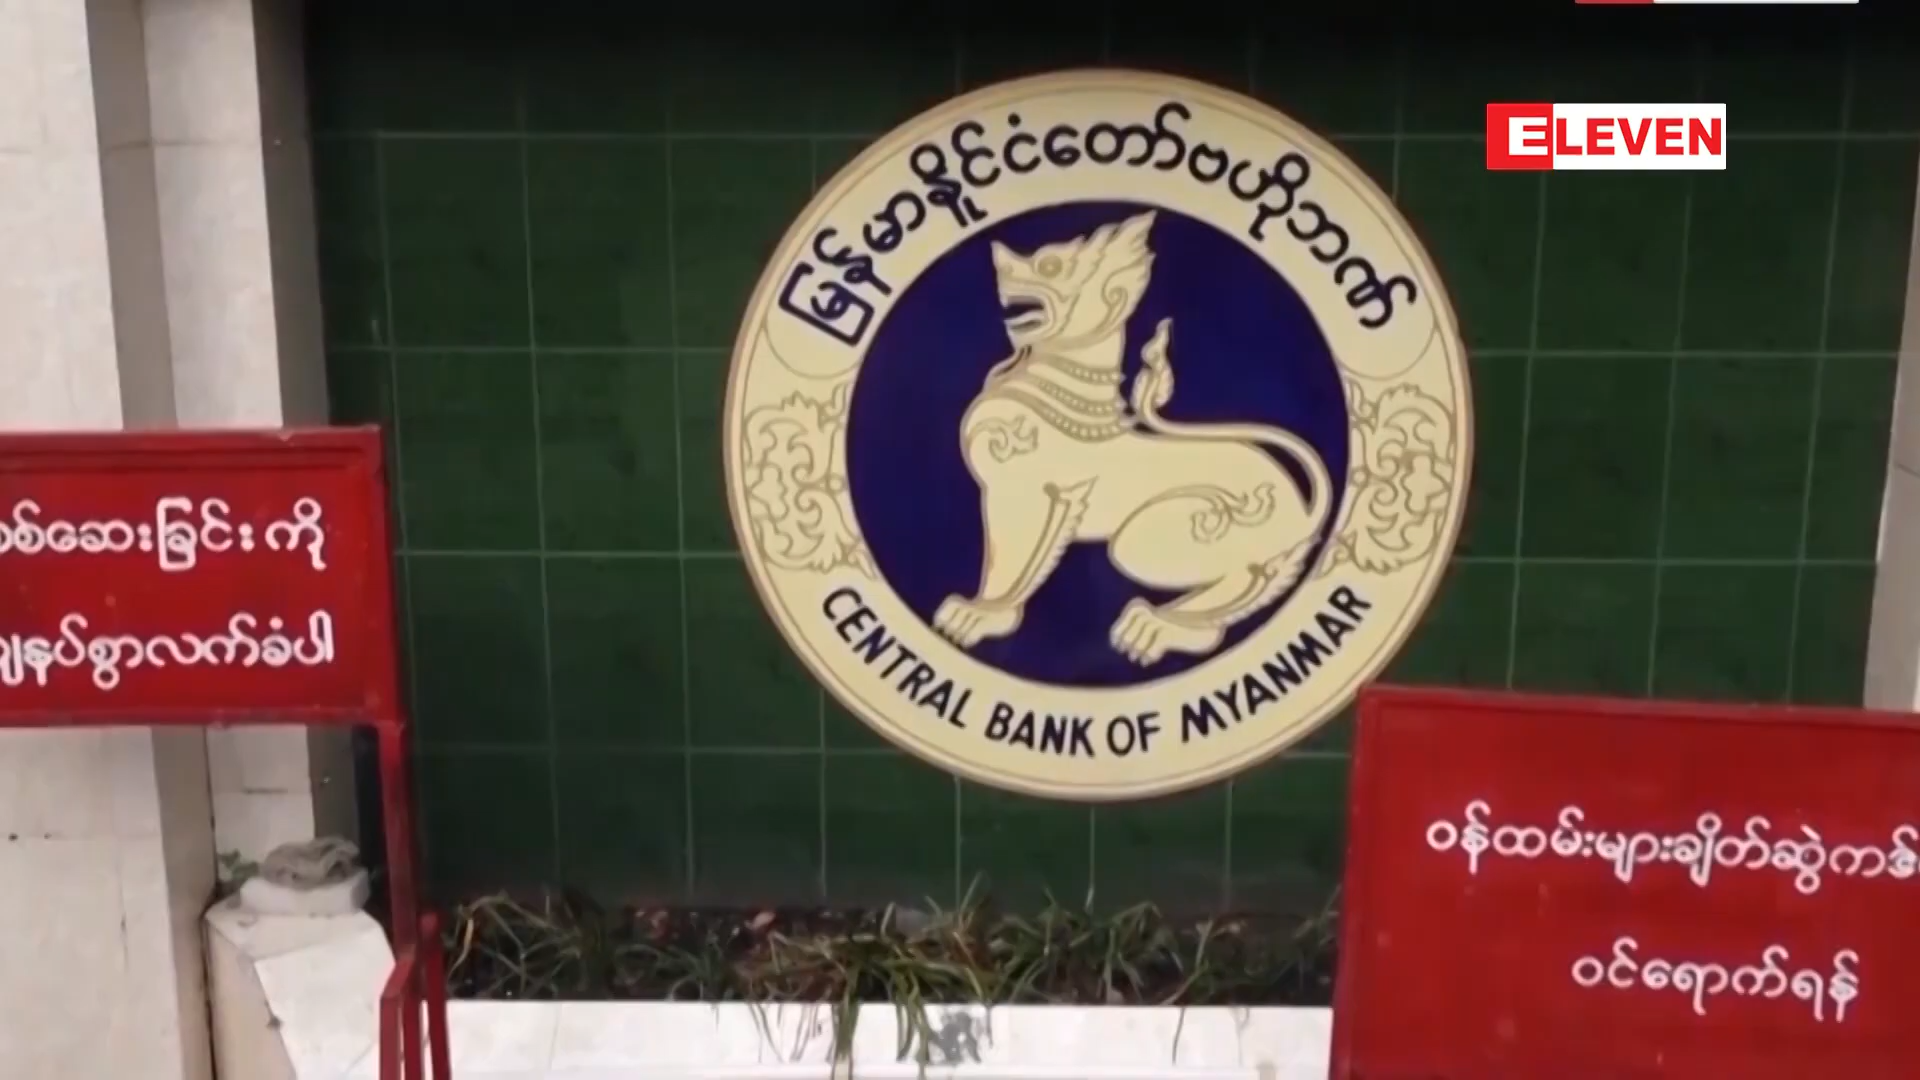 ELEVEN
မြန်မာနိုင်ငံတော်ဗဟိုဘဏ်
CENTRAL BANK OF MYANMAR
စစ်ဆေးခြင်းကို
လက်ခံပါ
ဝန်ထမ်းများချိတ်ဆွဲကဒ်
ဝင်ရောက်ရန်